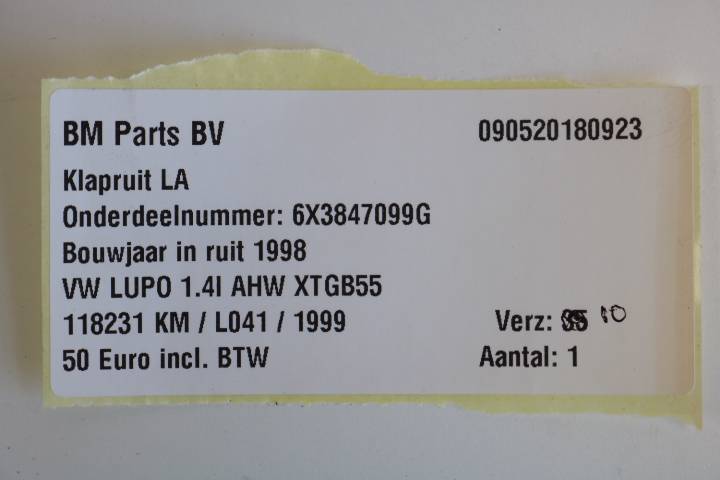 BM Parts BV 090520180923
Klapruit LA
Onderdeelnummer: 6X3847099G
Bouwjaar in ruit 1998
VW LUPO 1.4I AHW XTGB55
118231 KM / L041 / 1999 Verz: 10
50 Euro incl. BTW Aantal: 1